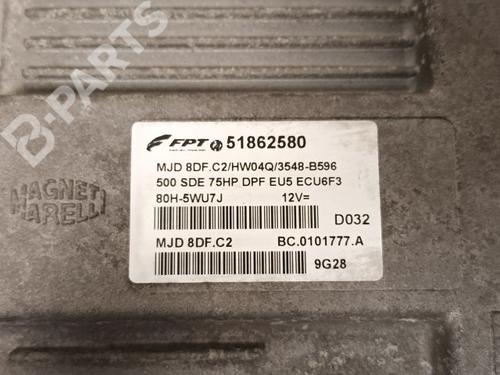 B-PARTS
MAGNETI
MARELLI
FPT 51862580
MJD 8DF.C2/HW04Q/3548-B596
500 SDE 75HP DPF EU5 ECU6F3
80H-5WU7J 12V=
D032
MJD 8DF.C2 BC.0101777.A
9G28